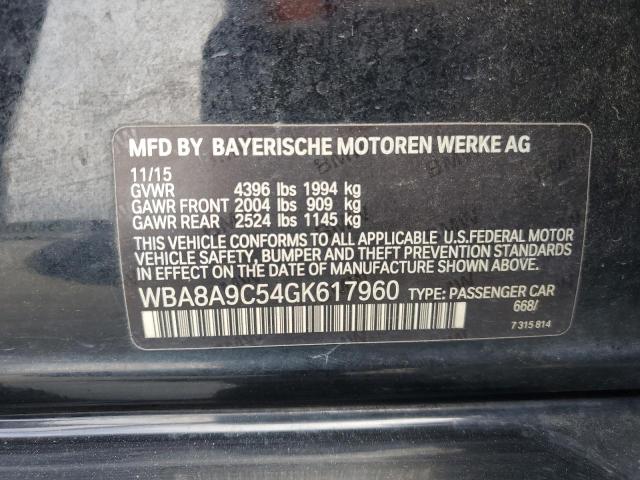 MFD BY BAYERISCHE MOTOREN WERKE AG
11/15
GVWR 4396 lbs 1994 kg
GAWR FRONT 2004 lbs 909 kg
GAWR REAR 2524 lbs 1145 kg
THIS VEHICLE CONFORMS TO ALL APPLICABLE U.S.FEDERAL MOTOR
VEHICLE SAFETY, BUMPER AND THEFT PREVENTION STANDARDS
IN EFFECT ON THE DATE OF MANUFACTURE SHOWN ABOVE.
WBA8A9C54GK617960 TYPE: PASSENGER CAR
668/
7 315 814